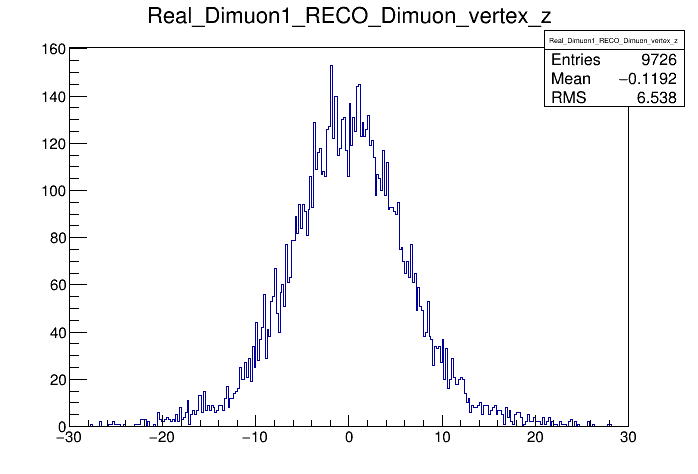 Real_Dimuon1_RECO_Dimuon_vertex_z
Real_Dimuon1_RECO_Dimuon_vertex_z
Entries 9726
Mean −0.1192
RMS 6.538
160
140
120
100
80
60
40
20
0
−30 −20 −10 0 10 20 30